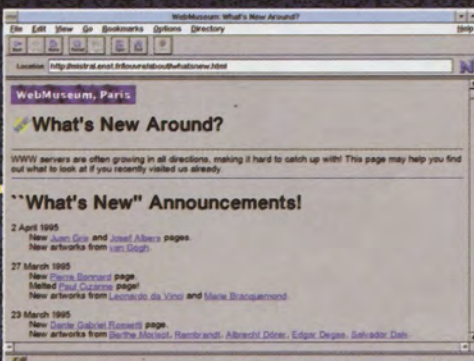 WebMuseum: What's New Around?
File Edit View Go Bookmarks Options Directory Help
Location: http://mistral.enst.fr/louvre/about/whatsnew.html
N
WebMuseum, Paris
What's New Around?
WWW servers are often growing in all directions, making it hard to catch up with! This page may help you find
out what to look at if you recently visited us already
``What's New" Announcements!
2 April 1995
New Juan Gris and Josef Albers pages.
New artworks from van Gogh.
27 March 1995
New Pierre Bonnard page.
Melted Paul Cézanne page!
New artworks from Leonardo da Vinci and Marie Bracquemond.
23 March 1995
New Dante Gabriel Rossetti page.
New artworks from Berthe Morisot, Rembrandt, Albrecht Dürer, Edgar Degas, Salvador Dalí.